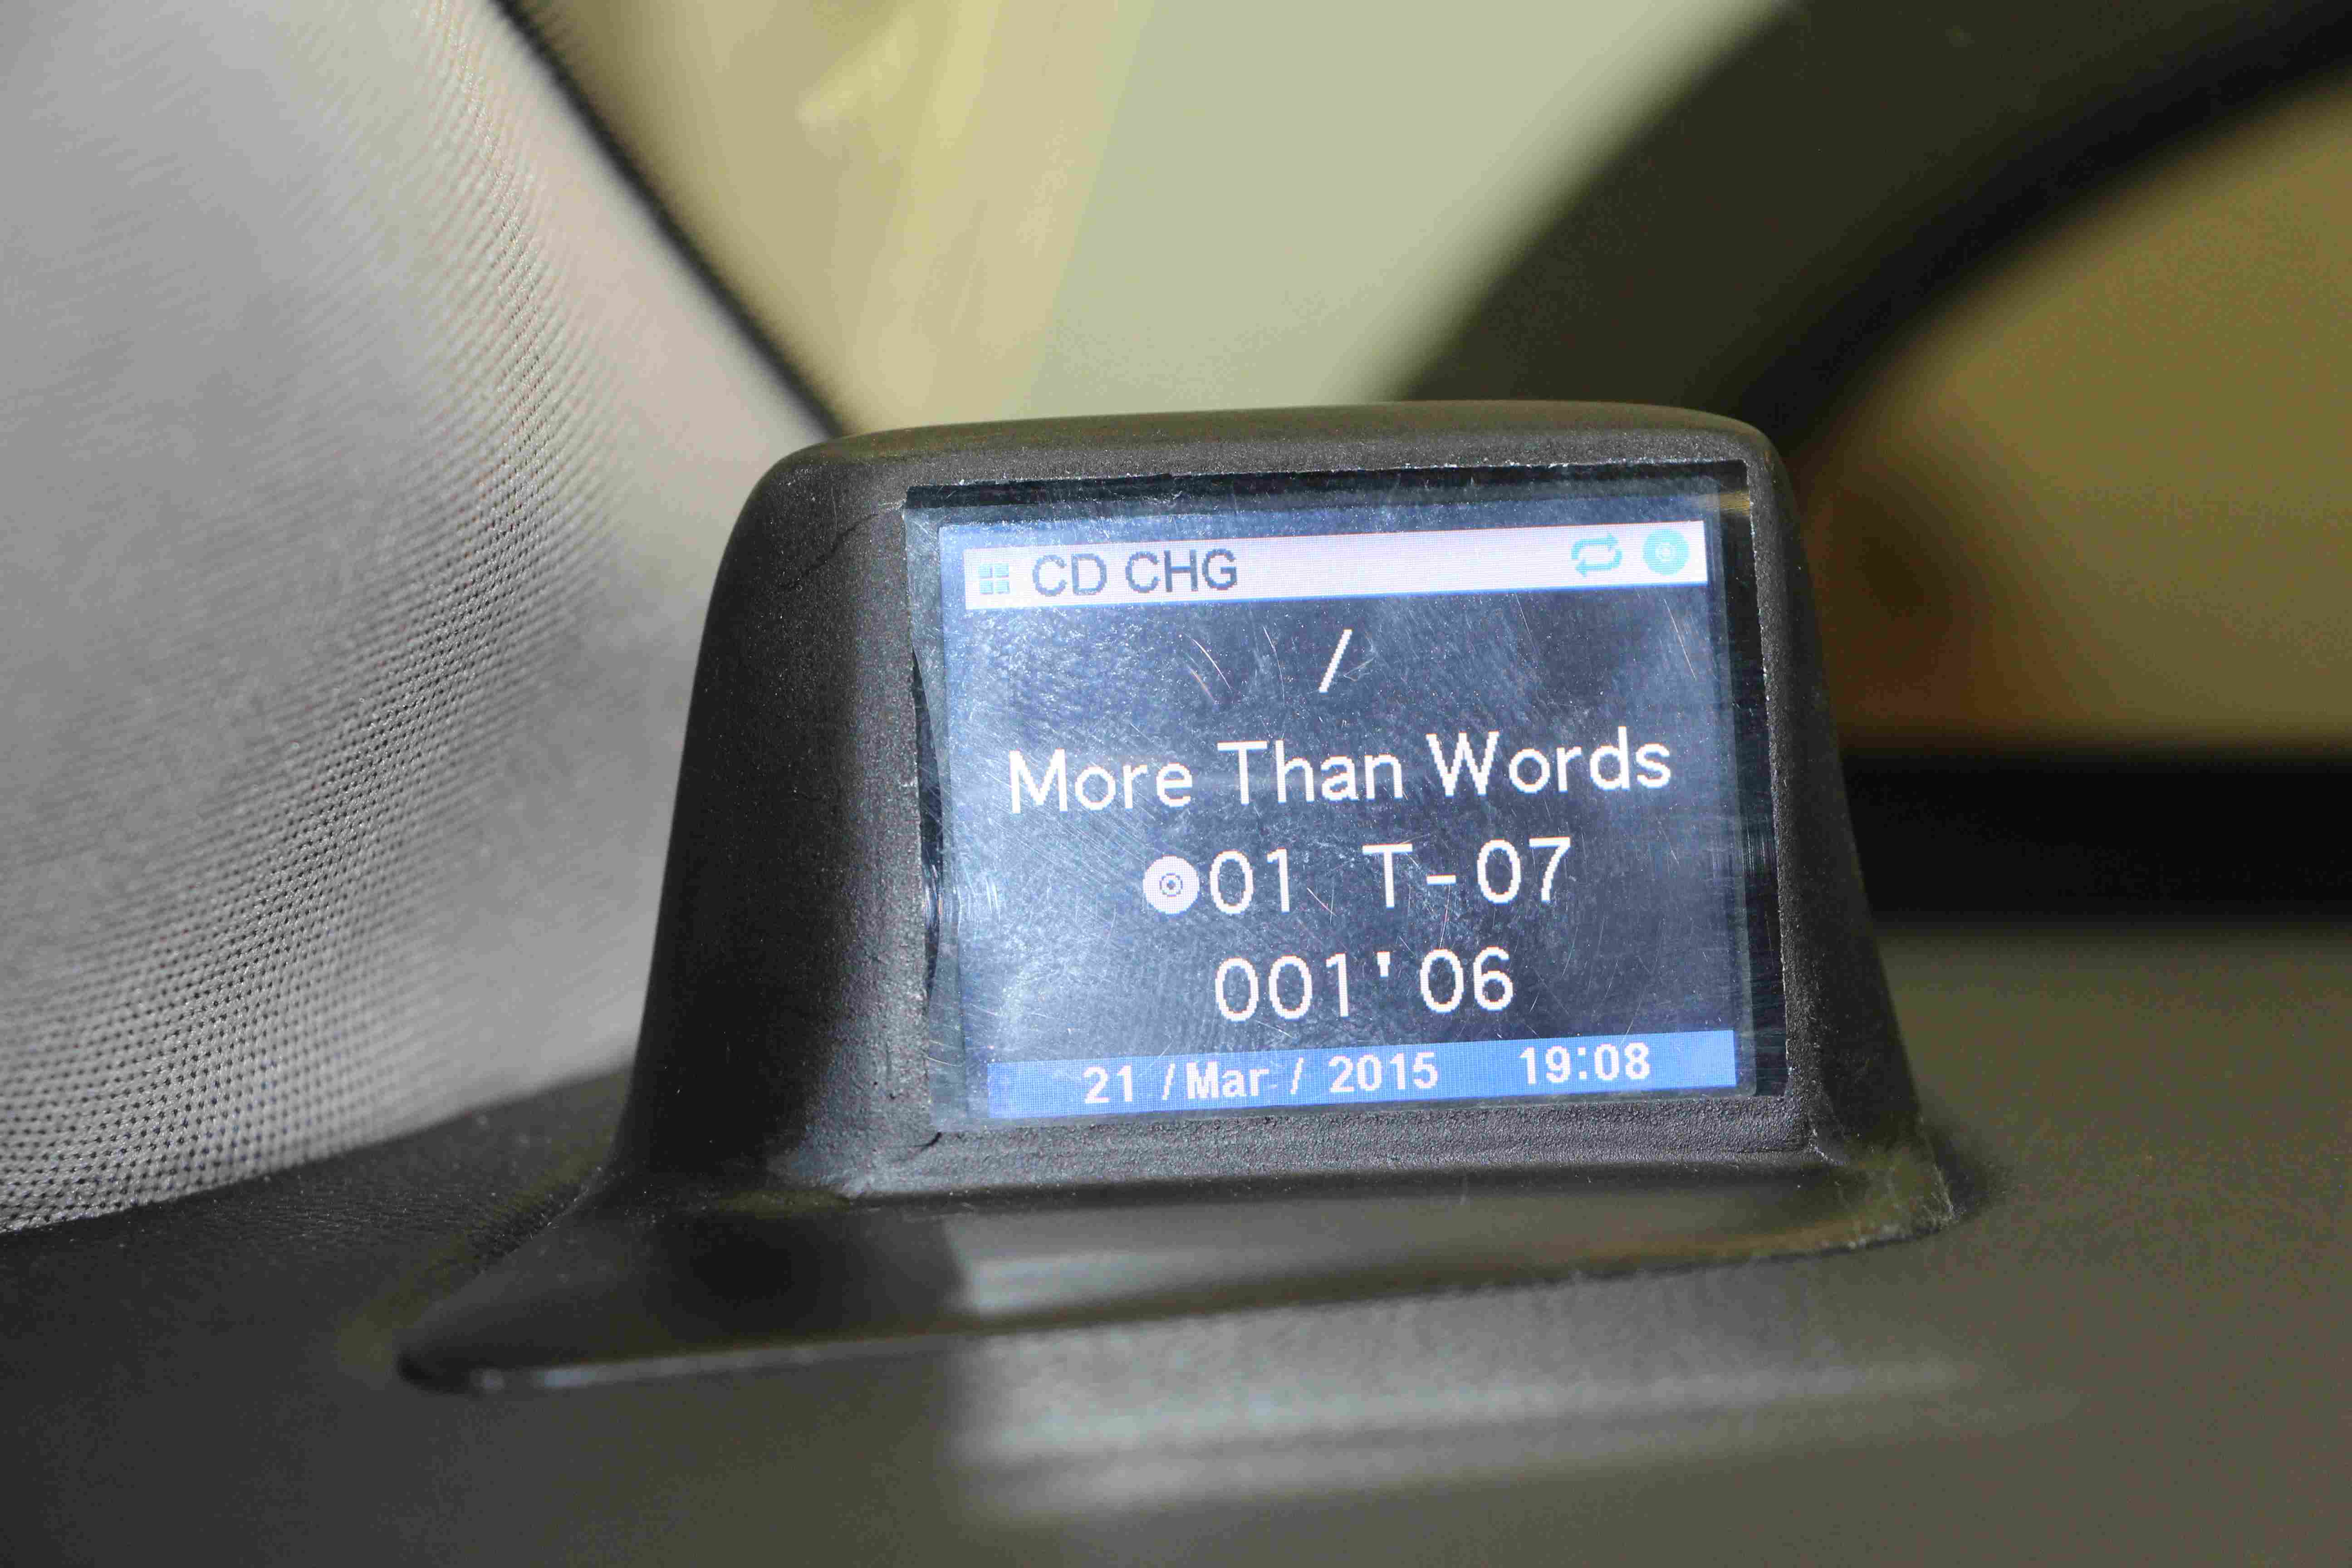 CD CHG
/
More Than Words
01 T-07
001'06
21 /Mar / 2015 19:08